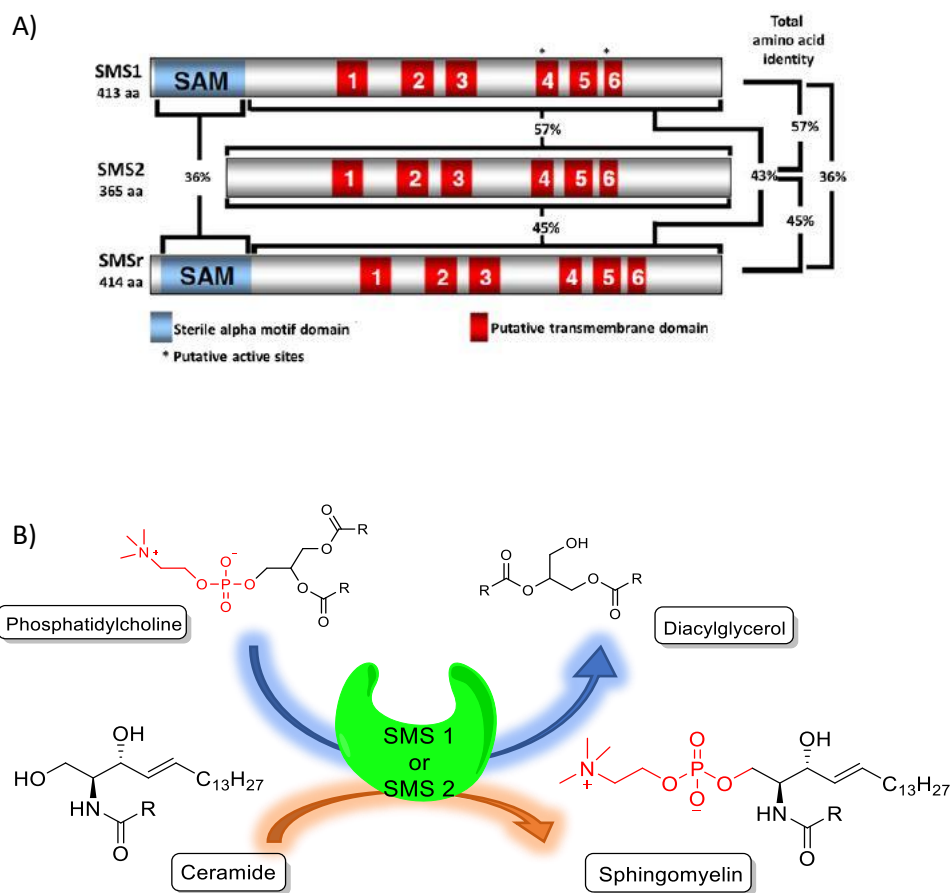 A)
Total
amino acid
identity
* *
SMS1
413 aa
SAM 1 2 3 4 5 6
57%
57%
SMS2
365 aa
36%
1 2 3 4 5 6
43%
36%
45%
45%
SMSr
414 aa
SAM 1 2 3 4 5 6
Sterile alpha motif domain
Putative transmembrane domain
* Putative active sites
B)
N + O P O − O O O O R O O R
Phosphatidylcholine
OH O R O O R O
Diacylglycerol
SMS 1
or
SMS 2
OH HO C13H27 HN R O
Ceramide
N + O P O O O − OH C13H27 HN R O
Sphingomyelin